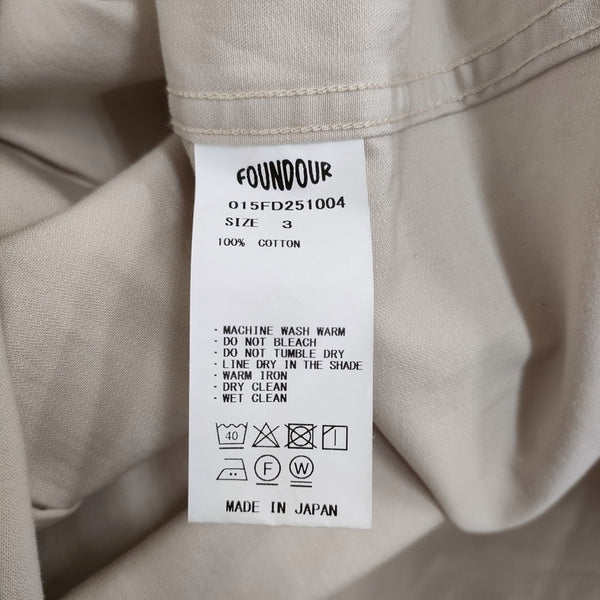 FOUNDOUR
015FD251004
SIZE 3
100% COTTON
· MACHINE WASH WARM
· DO NOT BLEACH
· DO NOT TUMBLE DRY
· LINE DRY IN THE SHADE
· WARM IRON
· DRY CLEAN
· WET CLEAN
40
F W
MADE IN JAPAN